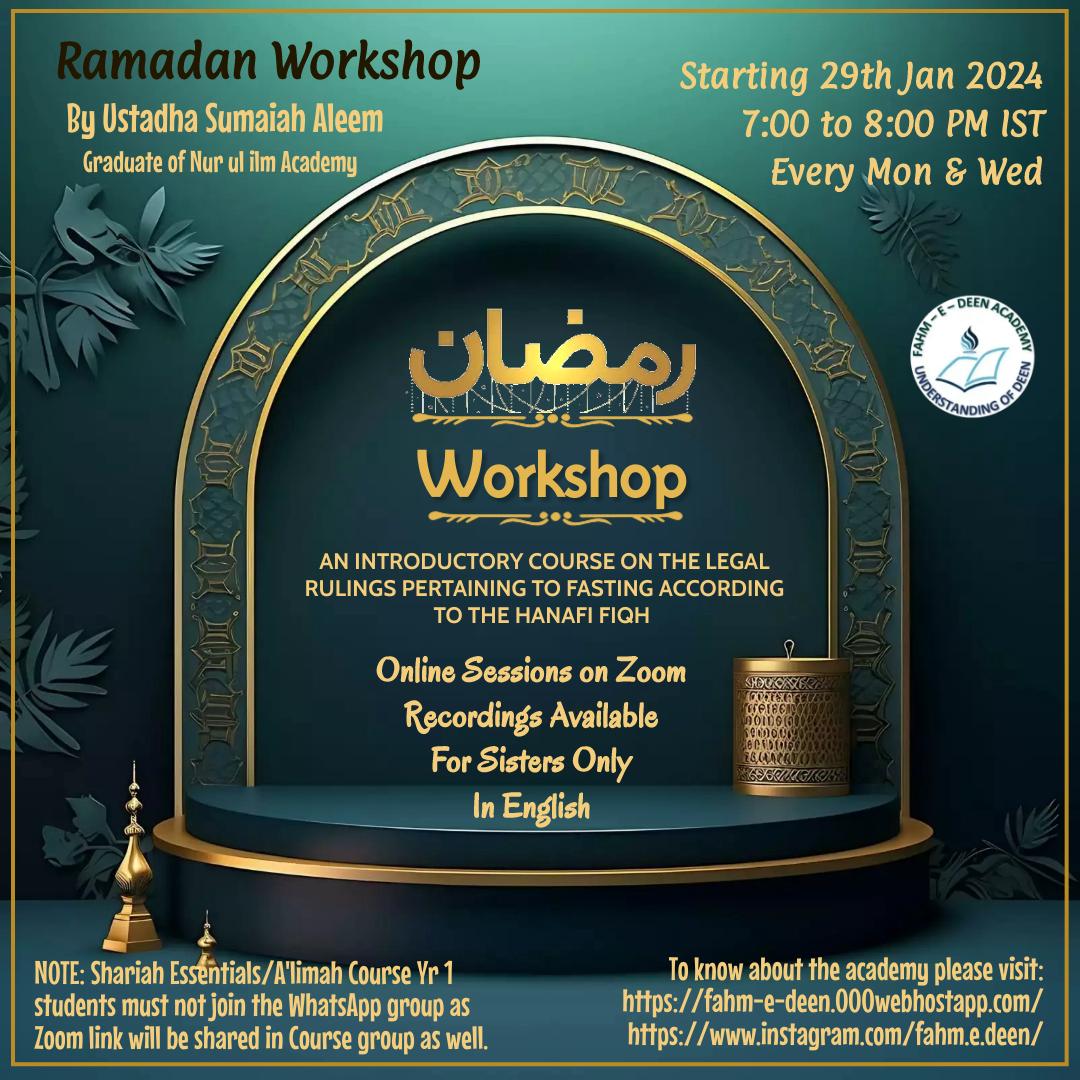 Ramadan Workshop
By Ustadha Sumaiah Aleem
Graduate of Nur ul ilm Academy
Starting 29th Jan 2024
7:00 to 8:00 PM IST
Every Mon & Wed
FAHM – E – DEEN ACADEMY
UNDERSTANDING OF DEEN
رمضان
Workshop
AN INTRODUCTORY COURSE ON THE LEGAL
RULINGS PERTAINING TO FASTING ACCORDING
TO THE HANAFI FIQH
Online Sessions on Zoom
Recordings Available
For Sisters Only
In English
NOTE: Shariah Essentials/A'limah Course Yr 1
students must not join the WhatsApp group as
Zoom link will be shared in Course group as well.
To know about the academy please visit:
https://fahm-e-deen.000webhostapp.com/
https://www.instagram.com/fahm.e.deen/